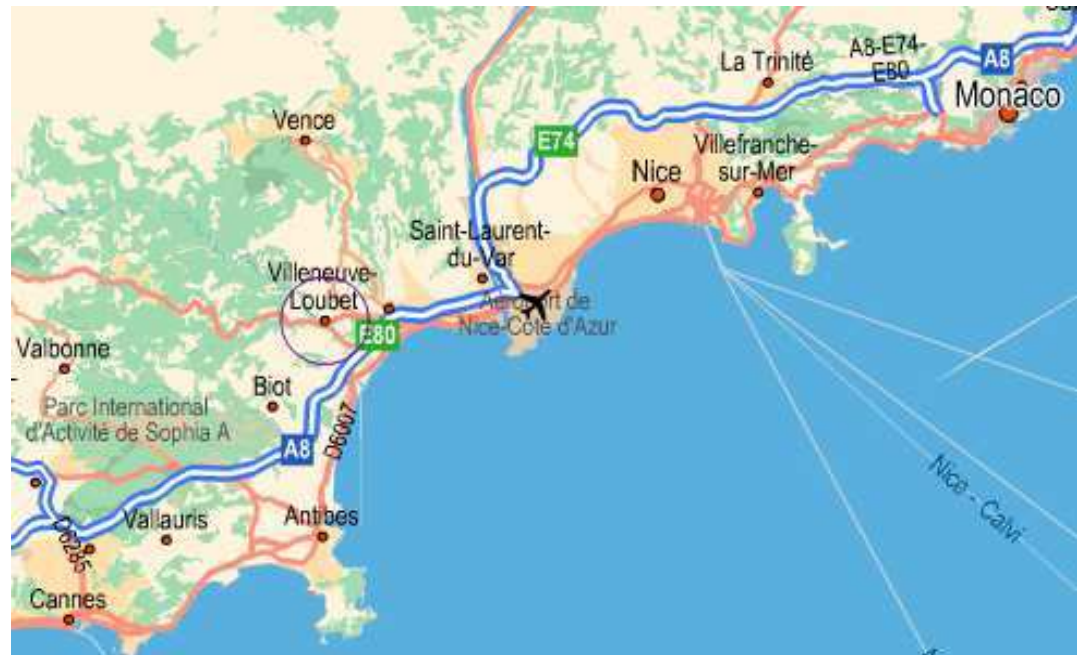 A8-E74-
E80
A8
La Trinité
Monaco
Vence
E74
Villefranche-
sur-Mer
Nice
Saint-Laurent-
du-Var
Villeneuve-
Loubet
Aéroport de
Nice-Côte d'Azur
E80
Valbonne
Biot
Parc International
d'Activité de Sophia A
D6007
A8
Nice - Calvi
Vallauris
Antibes
D6285
Cannes